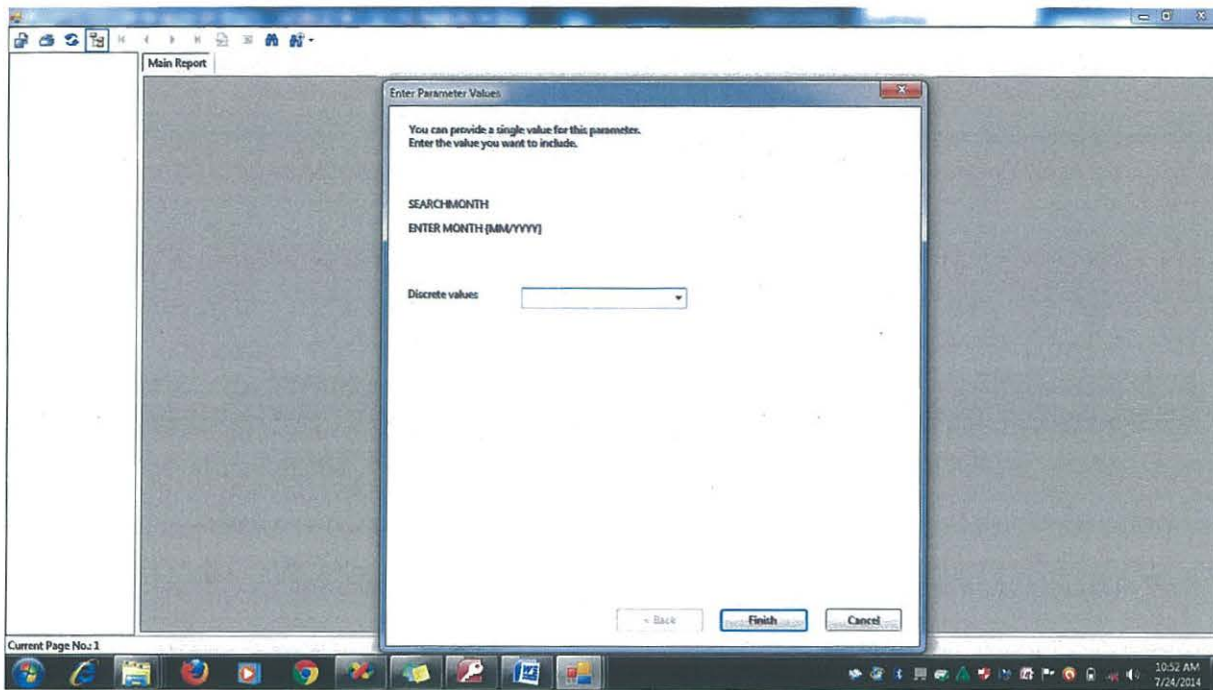 Main Report
Enter Parameter Values
You can provide a single value for this parameter.
Enter the value you want to include.
SEARCHMONTH
ENTER MONTH (MM/YYYY)
Discrete values
< Back
Finish
Cancel
Current Page No.: 1
10:52 AM
7/24/2014